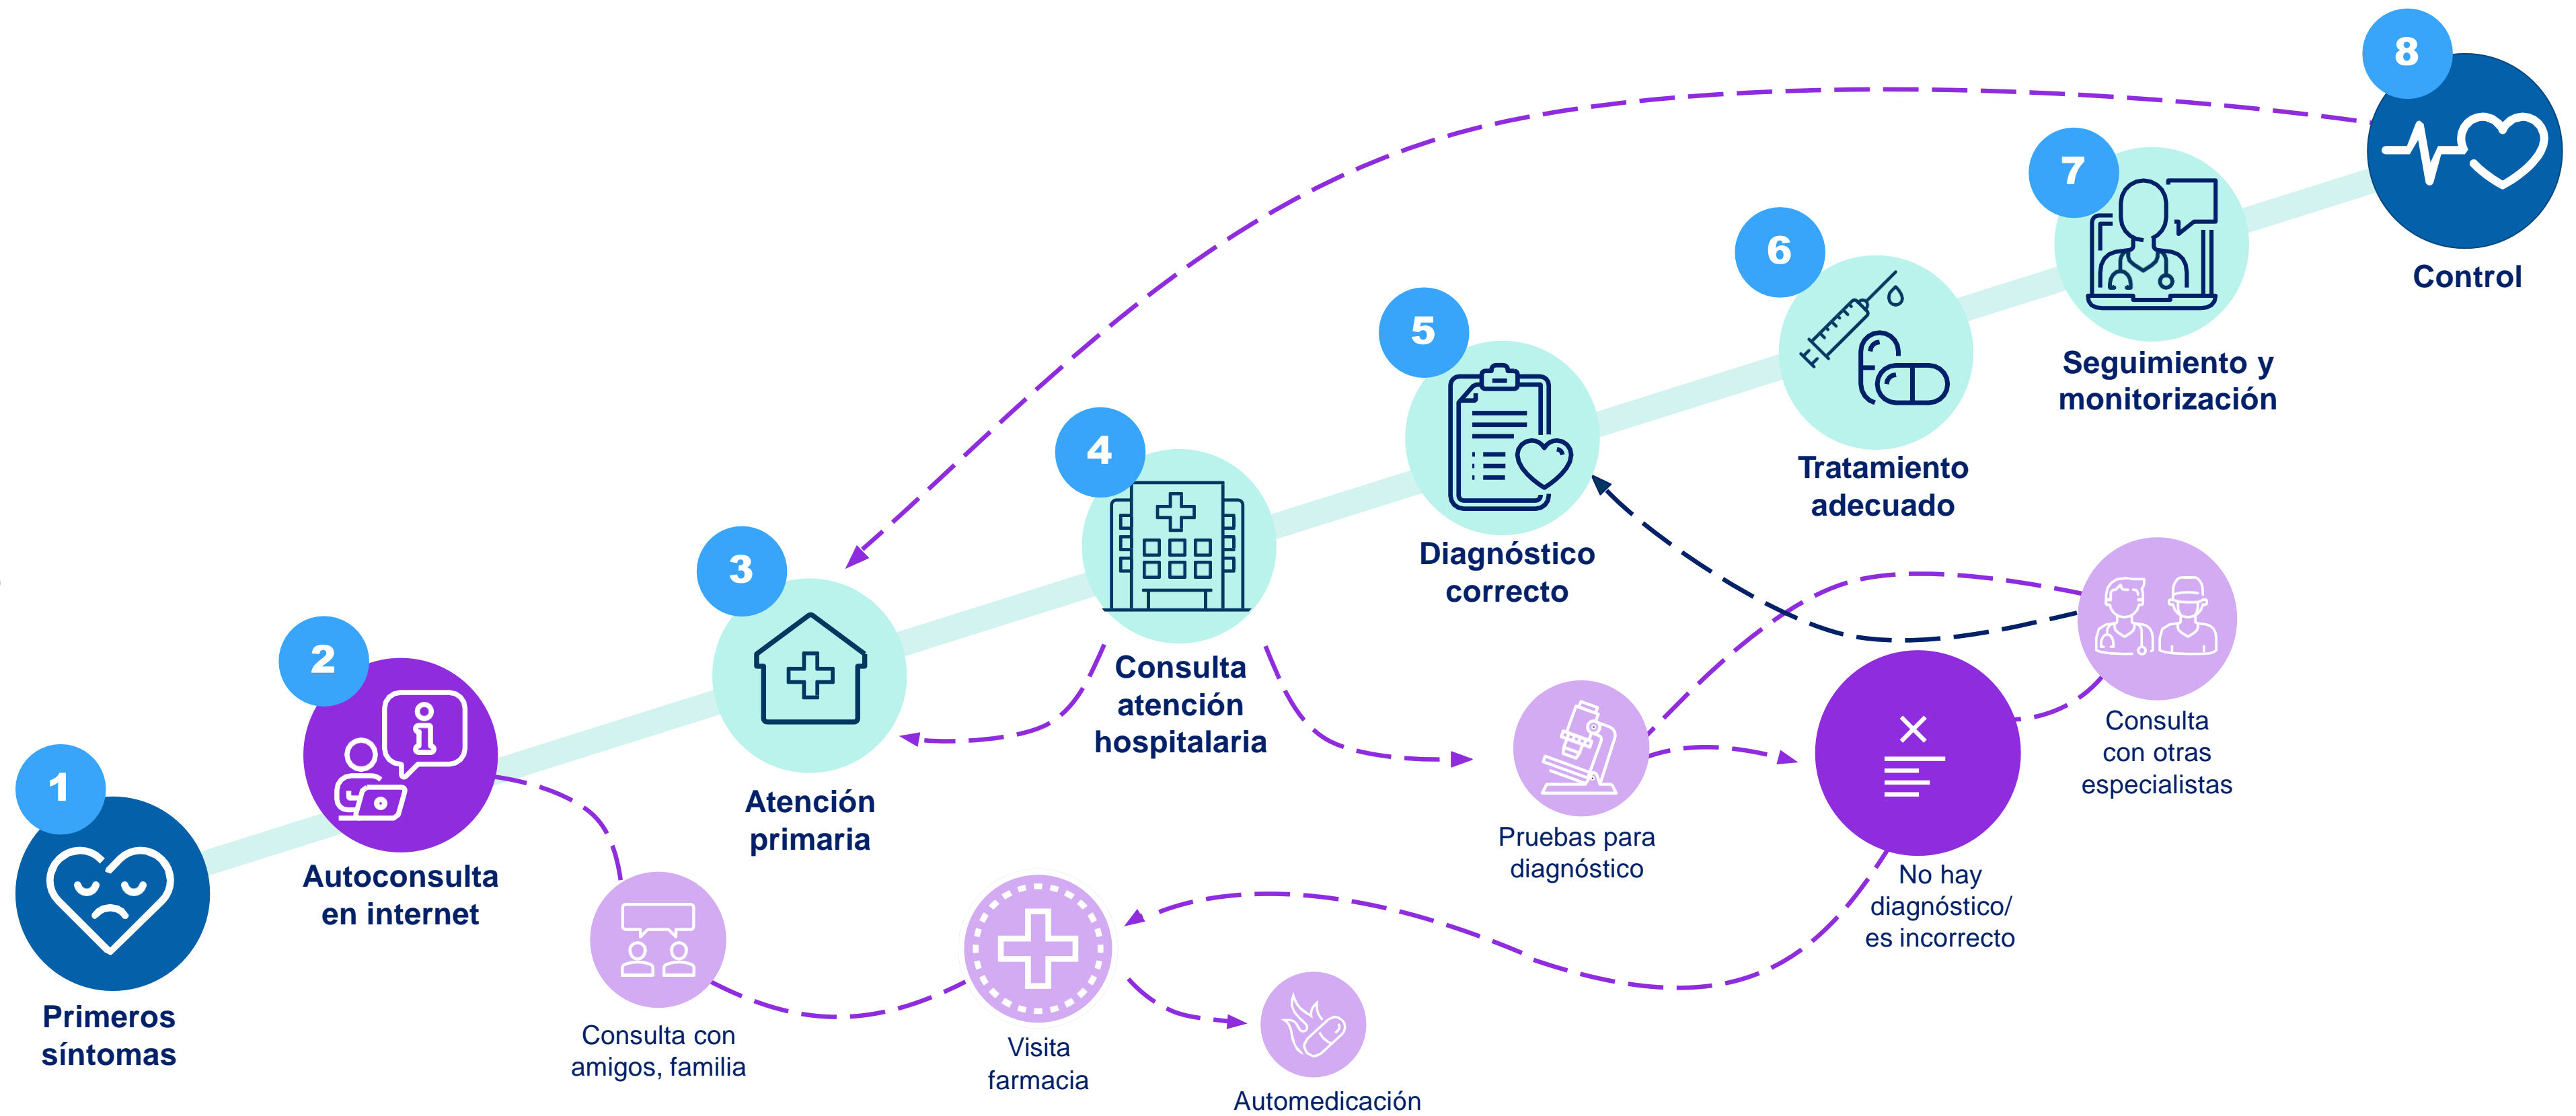 1
Primeros
síntomas
2
Autoconsulta
en internet
3
Atención
primaria
4
Consulta
atención
hospitalaria
5
Diagnóstico
correcto
6
Tratamiento
adecuado
7
Seguimiento y
monitorización
8
Control
Consulta con
amigos, familia
Visita
farmacia
Automedicación
Pruebas para
diagnóstico
No hay
diagnóstico/
es incorrecto
Consulta
con otras
especialistas